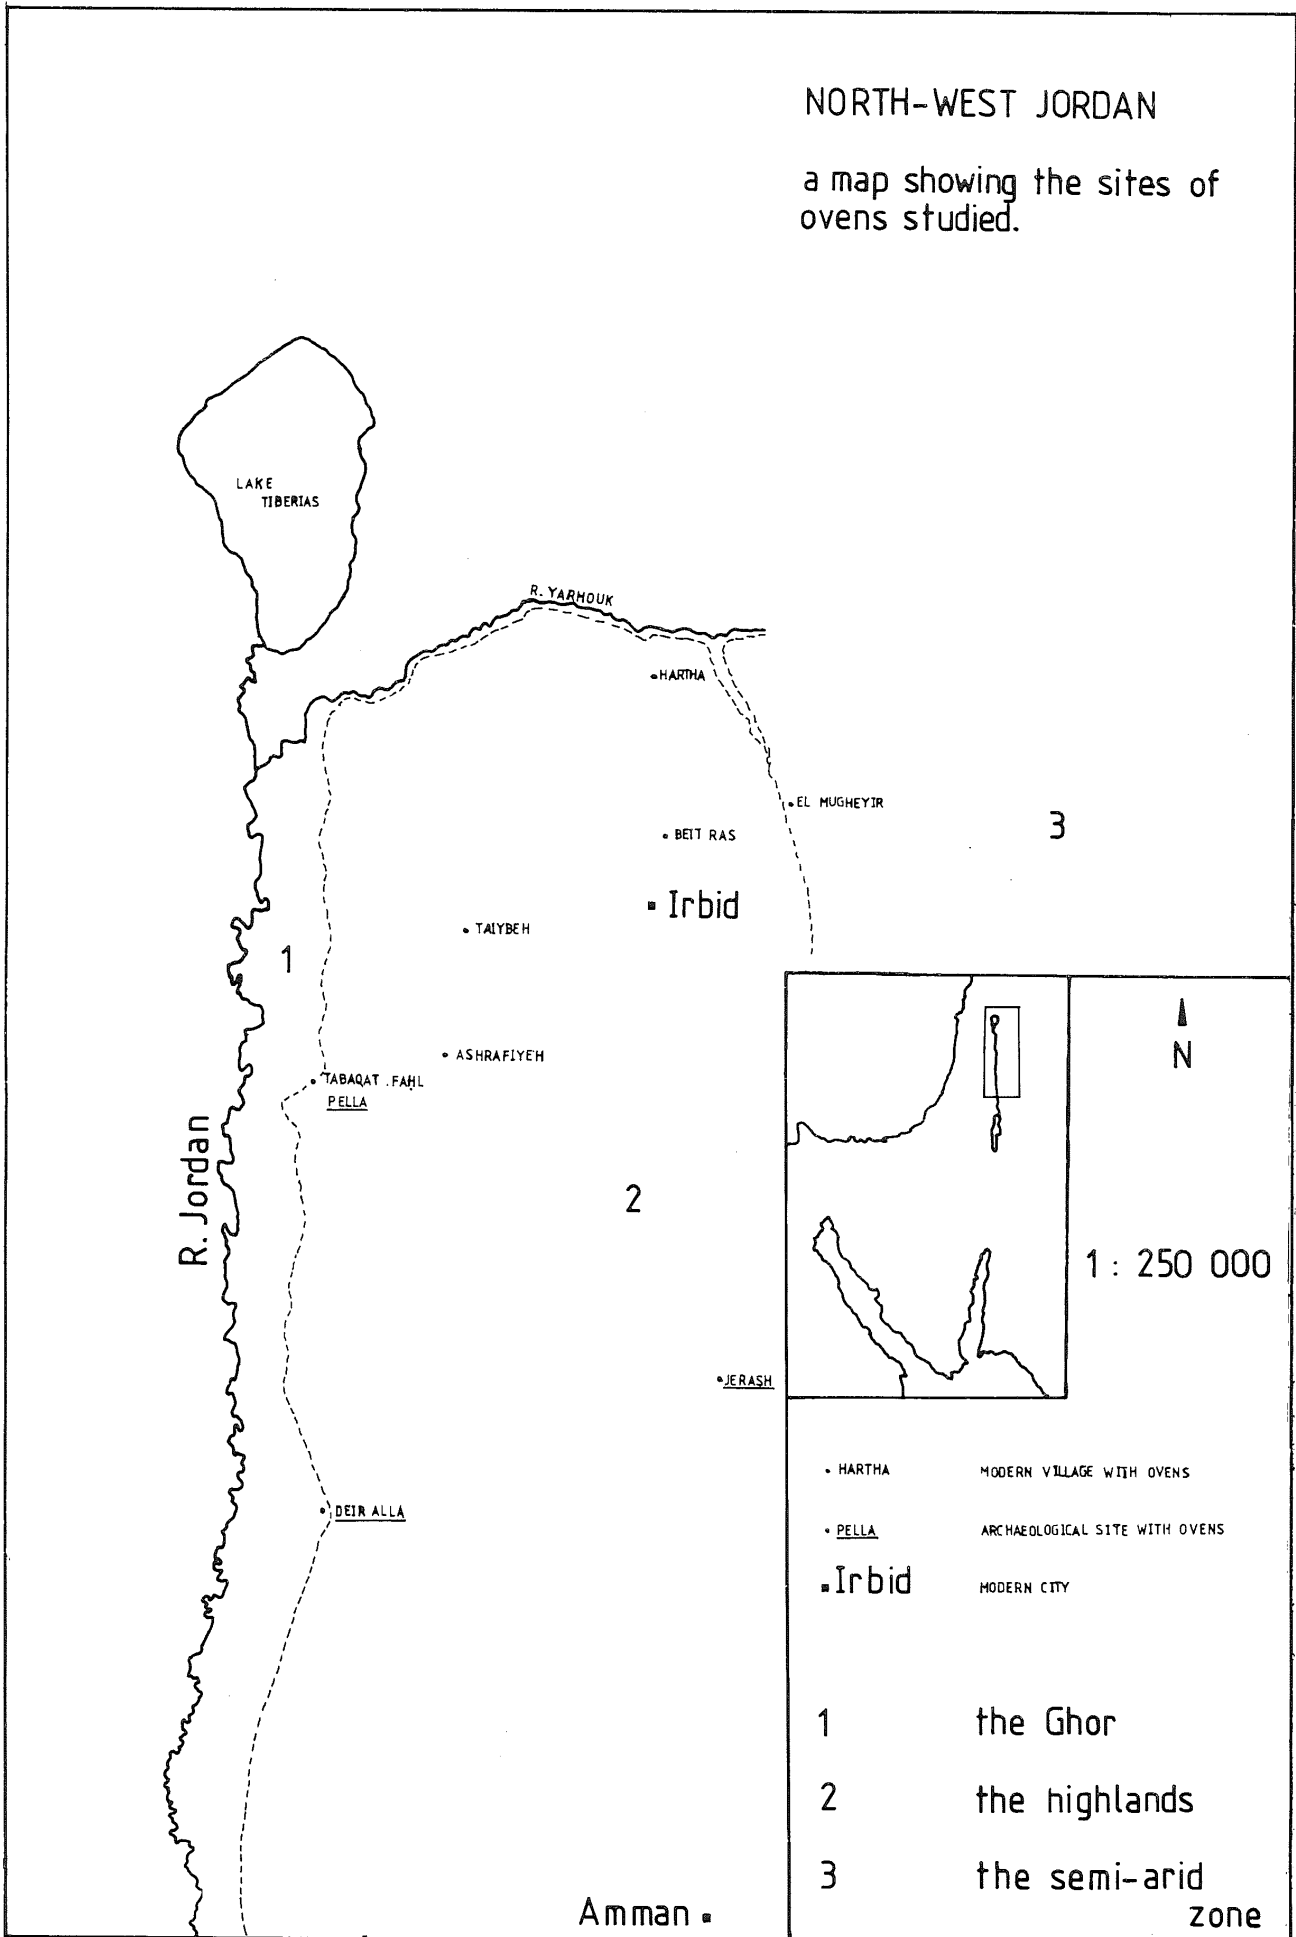 NORTH-WEST JORDAN
a map showing the sites of
ovens studied.
LAKE
TIBERIAS
R. YARHOUK
HARTHA
EL MUGHEYIR
3
BEIT RAS
Irbid
TAIYBEH
1
ASHRAFIYEH
TABAQAT .FAHL
PELLA
R. Jordan
2
JERASH
DEIR ALLA
Amman
N
1 : 250 000
HARTHA MODERN VILLAGE WITH OVENS
PELLA ARCHAEOLOGICAL SITE WITH OVENS
Irbid MODERN CITY
1 the Ghor
2 the highlands
3 the semi-arid
zone